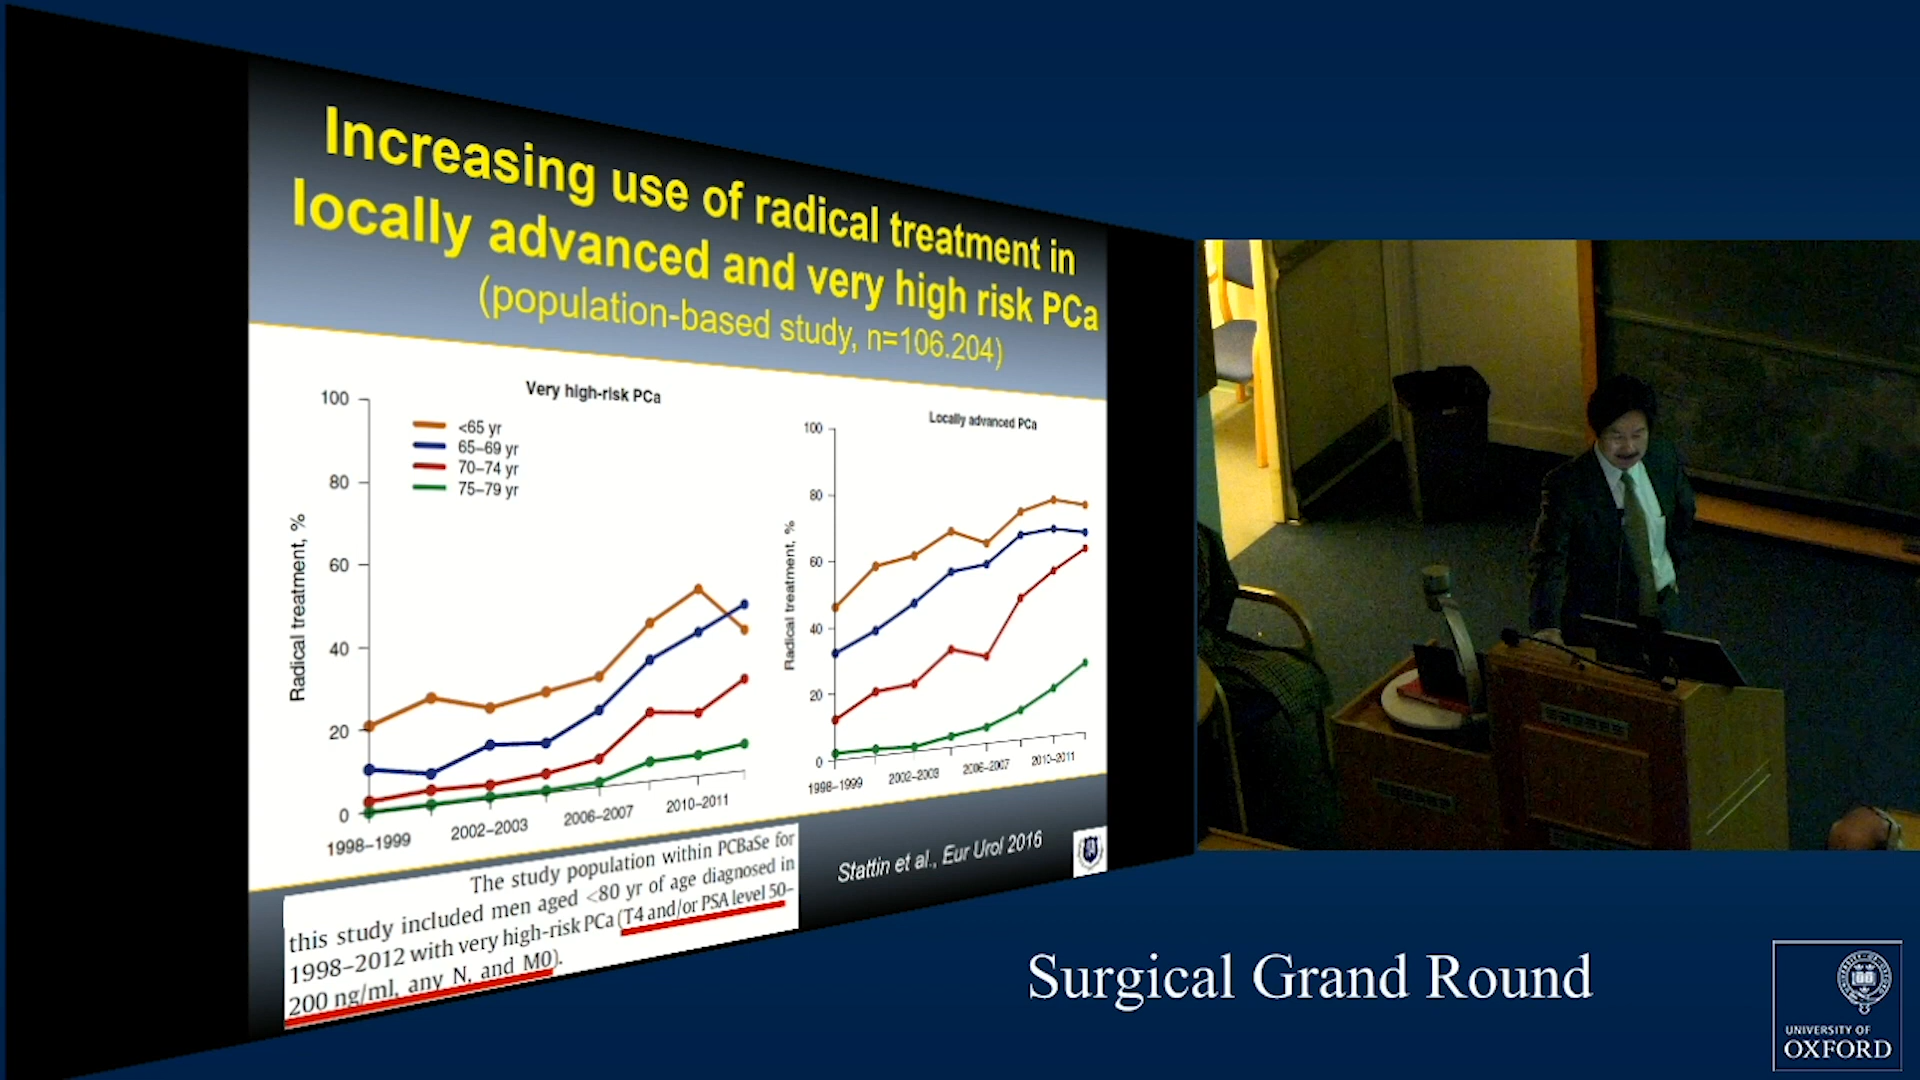 Increasing use of radical treatment in
locally advanced and very high risk PCa
(population-based study, n=106.204)
Very high-risk PCa
100
80
60
40
20
0
Radical treatment, %
<65 yr
65–69 yr
70–74 yr
75–79 yr
1998–1999
2002–2003
2006–2007
2010–2011
Locally advanced PCa
100
80
60
40
20
0
Radical treatment, %
1998–1999
2002–2003
2006–2007
2010–2011
The study population within PCBaSe for
this study included men aged <80 yr of age diagnosed in
1998–2012 with very high-risk PCa (T4 and/or PSA level 50–
200 ng/ml, any N, and M0).
Stattin et al., Eur Urol 2016
Surgical Grand Round
UNIVERSITY OF
OXFORD